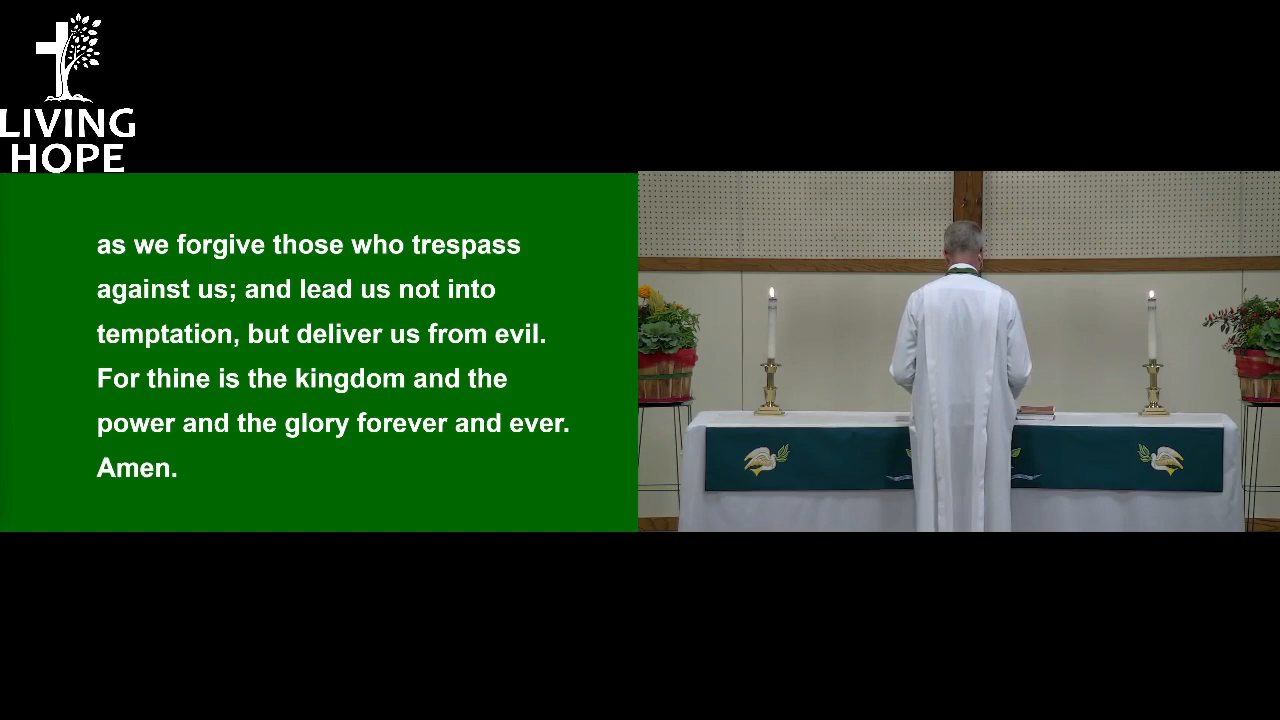 LIVING
HOPE
as we forgive those who trespass
against us; and lead us not into
temptation, but deliver us from evil.
For thine is the kingdom and the
power and the glory forever and ever.
Amen.